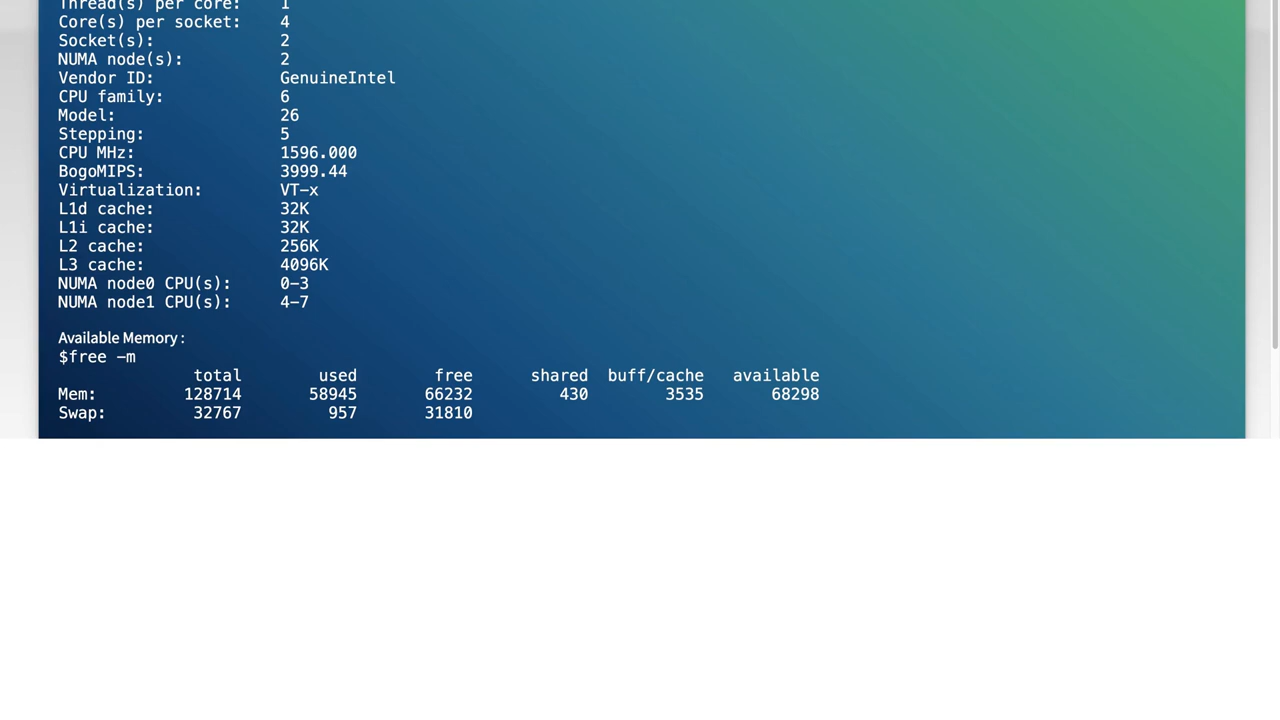 Thread(s) per core: 1
Core(s) per socket: 4
Socket(s): 2
NUMA node(s): 2
Vendor ID: GenuineIntel
CPU family: 6
Model: 26
Stepping: 5
CPU MHz: 1596.000
BogoMIPS: 3999.44
Virtualization: VT-x
L1d cache: 32K
L1i cache: 32K
L2 cache: 256K
L3 cache: 4096K
NUMA node0 CPU(s): 0-3
NUMA node1 CPU(s): 4-7
Available Memory :
$free -m
total used free shared buff/cache available
Mem: 128714 58945 66232 430 3535 68298
Swap: 32767 957 31810